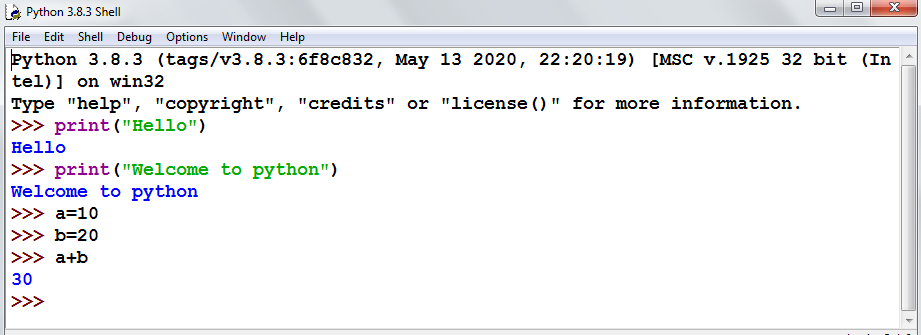 Python 3.8.3 Shell
File Edit Shell Debug Options Window Help
Python 3.8.3 (tags/v3.8.3:6f8c832, May 13 2020, 22:20:19) [MSC v.1925 32 bit (In
tel)] on win32
Type "help", "copyright", "credits" or "license()" for more information.
>>> print("Hello")
Hello
>>> print("Welcome to python")
Welcome to python
>>> a=10
>>> b=20
>>> a+b
30
>>>